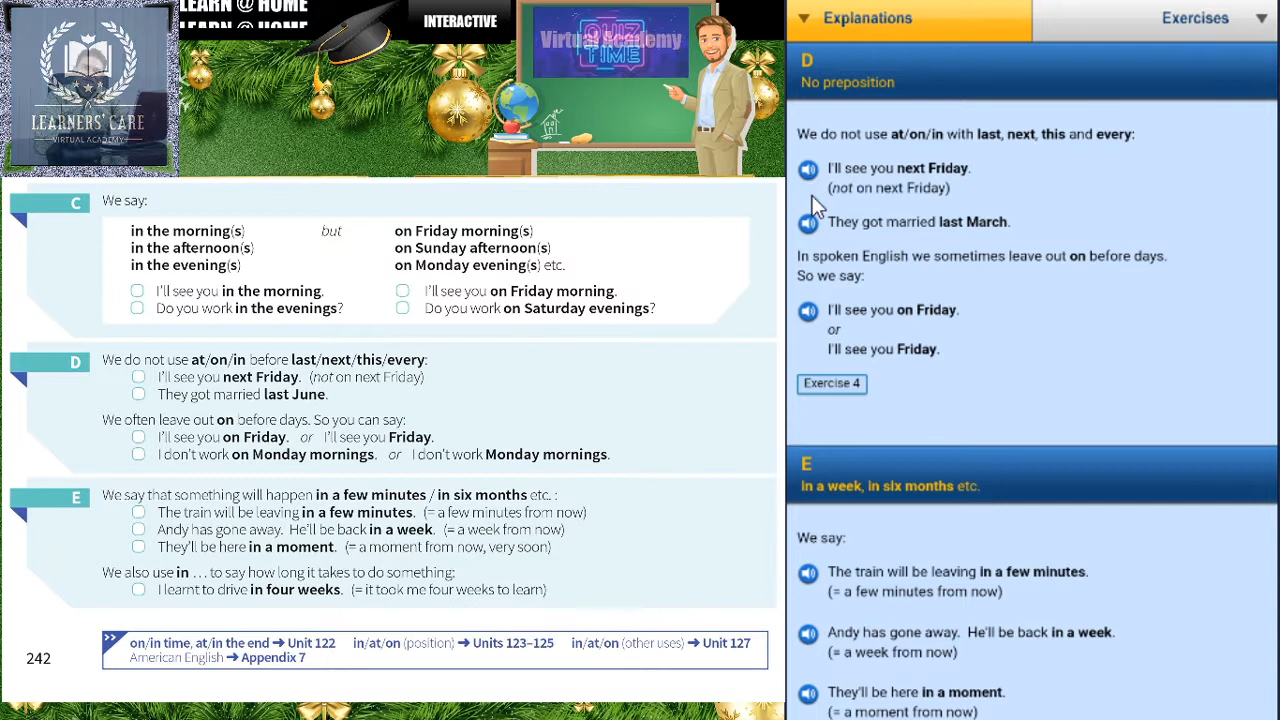 LEARN @ HOME
LEARN @ HOME
INTERACTIVE
QUIZ
TIME
Virtual Academy
LEARNERS' CARE
VIRTUAL ACADEMY
C We say:
in the morning(s) but on Friday morning(s)
in the afternoon(s) on Sunday afternoon(s)
in the evening(s) on Monday evening(s) etc.
I'll see you in the morning. I'll see you on Friday morning.
Do you work in the evenings? Do you work on Saturday evenings?
D We do not use at/on/in before last/next/this/every:
I'll see you next Friday. (not on next Friday)
They got married last June.
We often leave out on before days. So you can say:
I'll see you on Friday. or I'll see you Friday.
I don't work on Monday mornings. or I don't work Monday mornings.
E We say that something will happen in a few minutes / in six months etc. :
The train will be leaving in a few minutes. (= a few minutes from now)
Andy has gone away. He'll be back in a week. (= a week from now)
They'll be here in a moment. (= a moment from now, very soon)
We also use in … to say how long it takes to do something:
I learnt to drive in four weeks. (= it took me four weeks to learn)
242
on/in time, at/in the end ➔ Unit 122 in/at/on (position) ➔ Units 123–125 in/at/on (other uses) ➔ Unit 127
American English ➔ Appendix 7
Explanations Exercises
D
No preposition
We do not use at/on/in with last, next, this and every:
I'll see you next Friday.
(not on next Friday)
They got married last March.
In spoken English we sometimes leave out on before days.
So we say:
I'll see you on Friday.
or
I'll see you Friday.
Exercise 4
E
In a week, in six months etc.
We say:
The train will be leaving in a few minutes.
(= a few minutes from now)
Andy has gone away. He'll be back in a week.
(= a week from now)
They'll be here in a moment.
(= a moment from now)